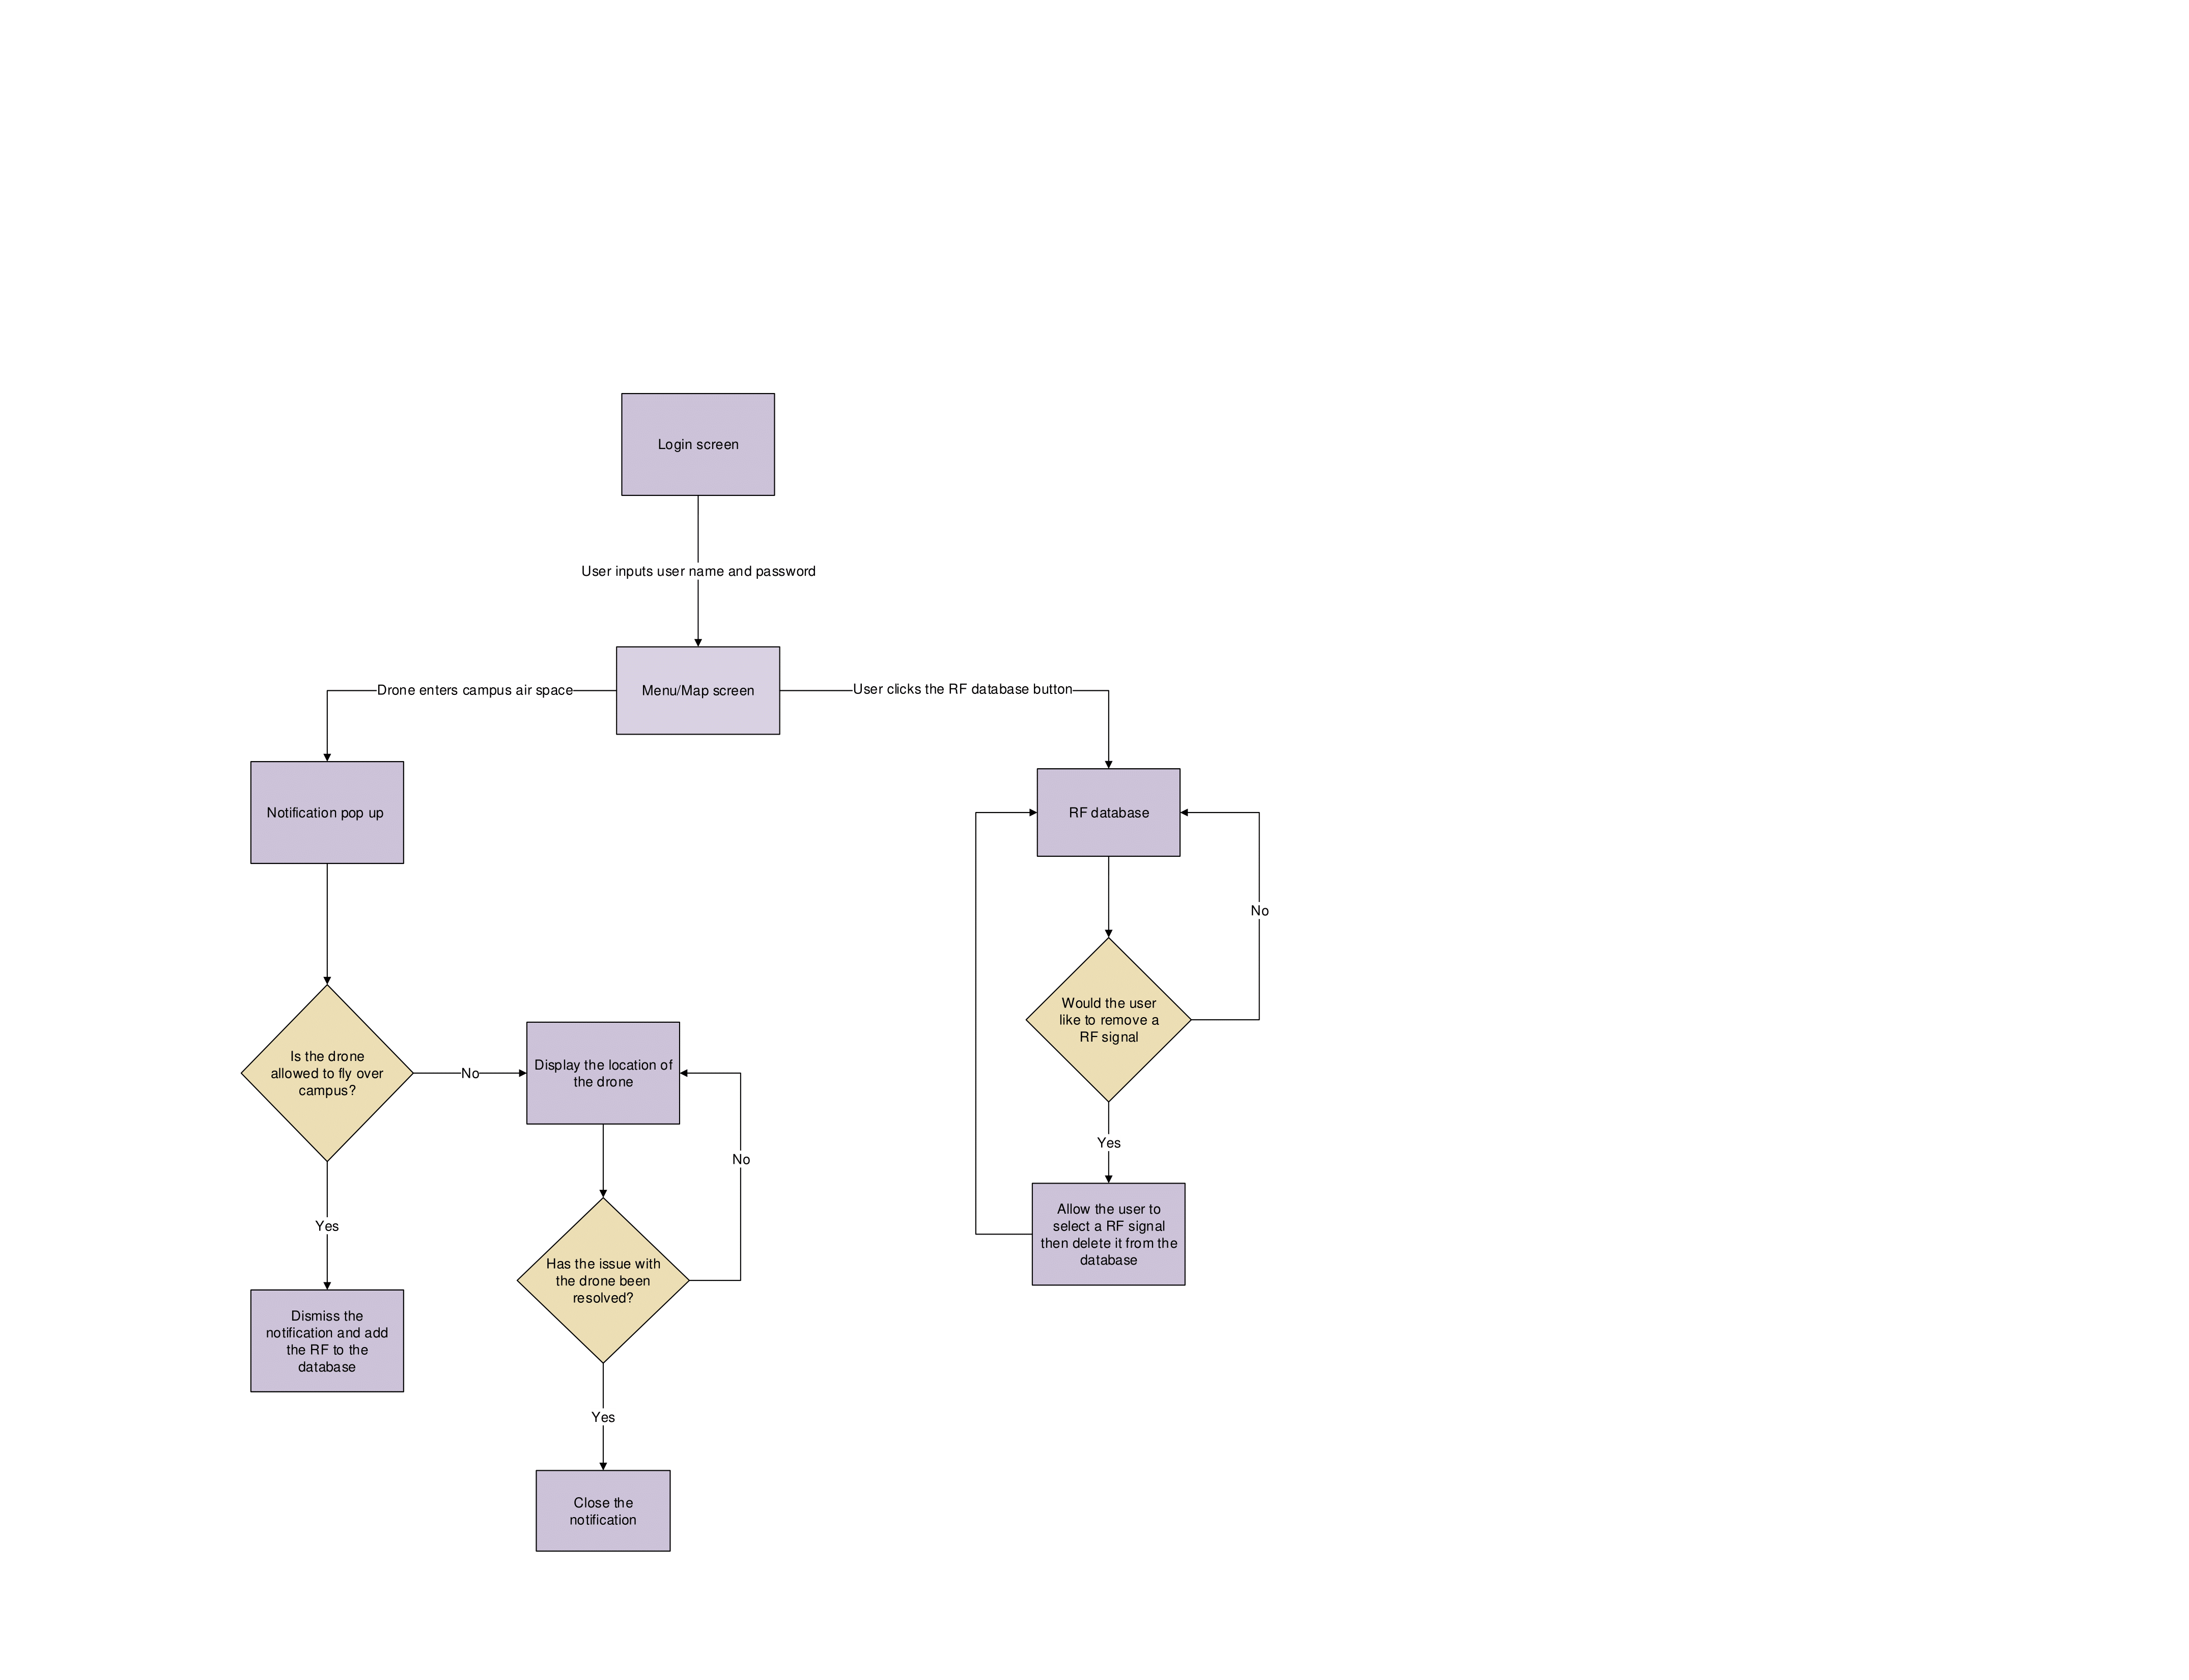 Login screen
User inputs user name and password
Menu/Map screen
Drone enters campus air space
User clicks the RF database button
Notification pop up
RF database
No
Is the drone
allowed to fly over
campus?
No
Display the location of
the drone
No
Yes
Dismiss the
notification and add
the RF to the
database
Has the issue with
the drone been
resolved?
Yes
Close the
notification
Would the user
like to remove a
RF signal
Yes
Allow the user to
select a RF signal
then delete it from the
database